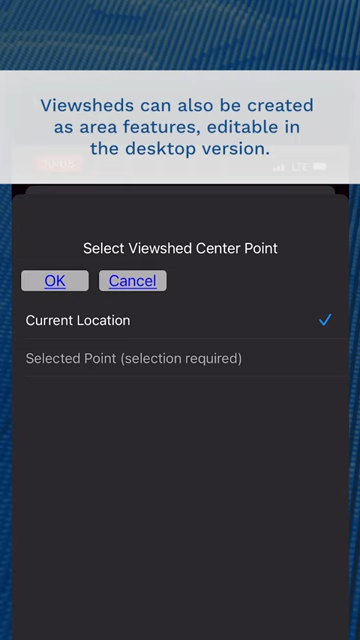 Viewsheds can also be created
as area features, editable in
the desktop version.
LTE
Select Viewshed Center Point
OK Cancel
Current Location
Selected Point (selection required)